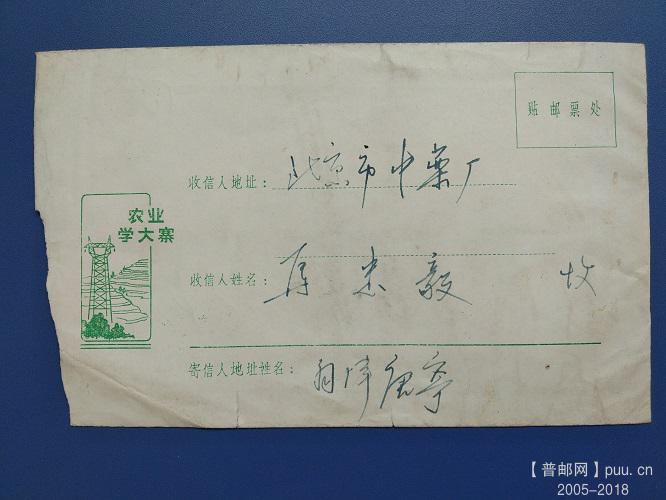 贴邮票处
收信人地址：北京市中药厂
农业
学大寨
收信人姓名：忠毅 收
寄信人地址姓名：
【普邮网】puu.cn
2005-2018